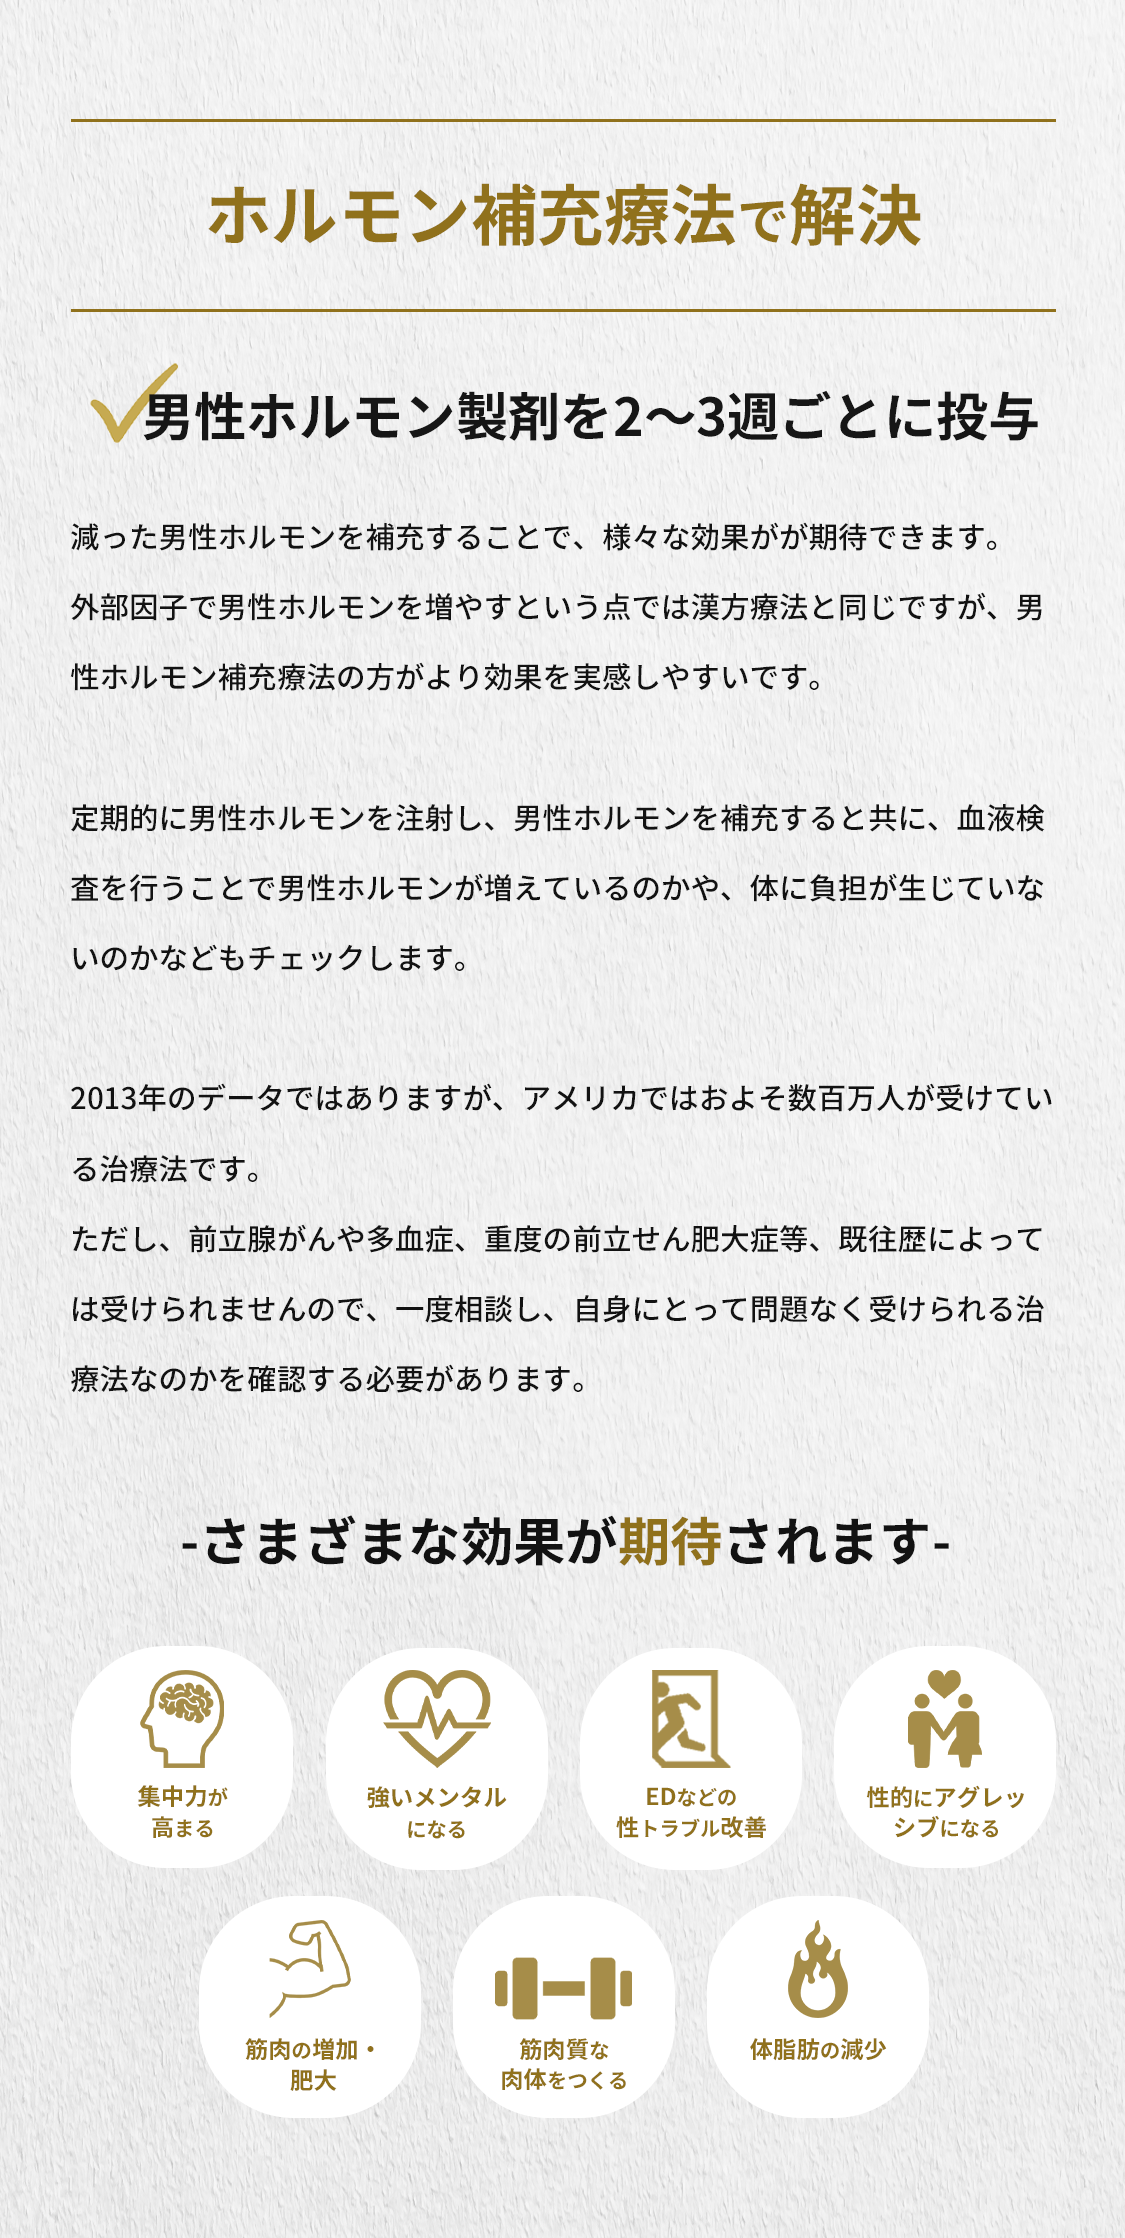 ホルモン補充療法で解決
男性ホルモン製剤を2〜3週ごとに投与
減った男性ホルモンを補充することで、様々な効果がが期待できます。
外部因子で男性ホルモンを増やすという点では漢方療法と同じですが、男
性ホルモン補充療法の方がより効果を実感しやすいです。
定期的に男性ホルモンを注射し、男性ホルモンを補充すると共に、血液検
査を行うことで男性ホルモンが増えているのかや、体に負担が生じていな
いのかなどもチェックします。
2013年のデータではありますが、アメリカではおよそ数百万人が受けてい
る治療法です。
ただし、前立腺がんや多血症、重度の前立せん肥大症等、既往歴によって
は受けられませんので、一度相談し、自身にとって問題なく受けられる治
療法なのかを確認する必要があります。
-さまざまな効果が期待されます-
集中力が
高まる
強いメンタル
になる
EDなどの
性トラブル改善
性的にアグレッ
シブになる
筋肉の増加・
肥大
筋肉質な
肉体をつくる
体脂肪の減少